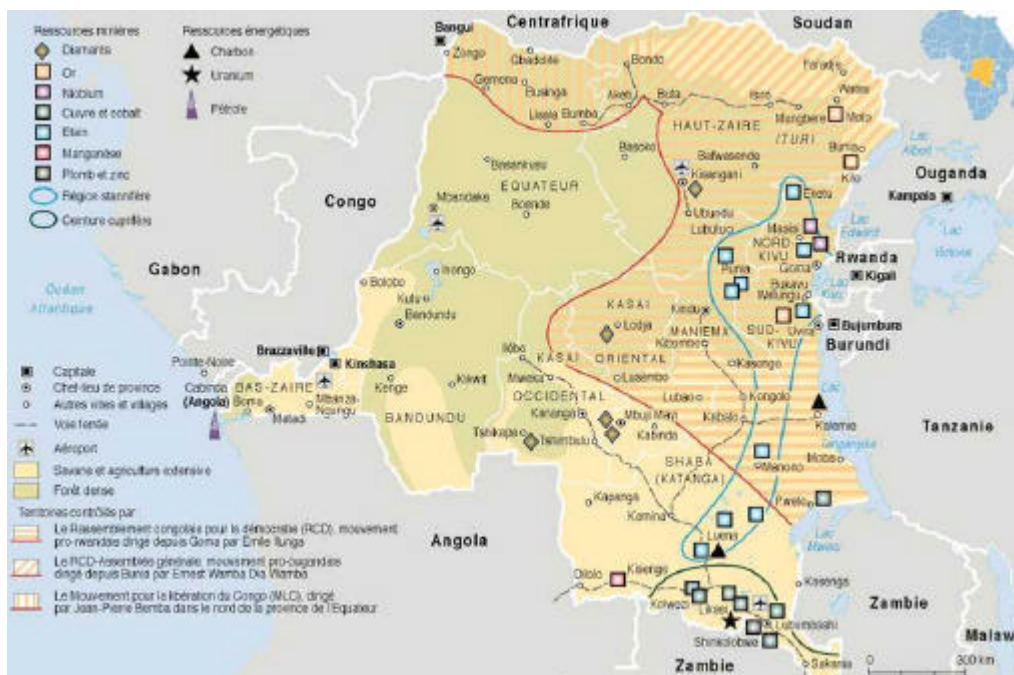 Ressources minières
Diamants
Or
Niobium
Cuivre et cobalt
Etain
Manganèse
Plomb et zinc
Région stannifère
Ceinture cuprifère
Ressources énergétiques
Charbon
Uranium
Pétrole
Capitale
Chef-lieu de province
Autres villes et villages
Voie ferrée
Aéroport
Savane et agriculture extensive
Forêt dense
Territoires contrôlés par
Le Rassemblement congolais pour la démocratie (RCD), mouvement
pro-rwandais dirigé depuis Goma par Emile Ilunga
Le RCD-Assemblée générale, mouvement pro-ougandais
dirigé depuis Bunia par Ernest Wamba Dia Wamba
Le Mouvement pour la libération du Congo (MLC), dirigé
par Jean-Pierre Bemba dans le nord de la province de l'Equateur
Centrafrique
Soudan
Bangui
Zongo
Gbadolite
Bondo
Faradje
Gemena
Businga
Aketi
Buta
Isiro
Watsa
Lisala
Bumba
Mungbere
Moto
HAUT-ZAIRE
(ITURI)
Basoko
Bafwasende
Bunia
Kilo
Lac
Albert
Basankusu
Kisangani
Ouganda
Kampala
EQUATEUR
Congo
Mbandaka
Boende
Ubundu
Lubutu
Lac
Edward
Masisi
NORD
KIVU
Rwanda
Kigali
Goma
Punia
Gabon
Inongo
Bolobo
Kutu
Bandundu
KASAI
ORIENTAL
Lodja
Kindu
MANIEMA
Kibombo
Bukavu
Walungu
Lac
Kivu
SUD-
KIVU
Uvira
Bujumbura
Burundi
Océan
Atlantique
Brazzaville
Kinshasa
Ilebo
KASAI
OCCIDENTAL
Mweka
Lusambo
Kasongo
Pointe-Noire
Cabinda
(Angola)
BAS-ZAIRE
Boma
Matadi
Mbanza-
Ngungu
Kenge
Kikwit
BANDUNDU
Kananga
Mbuji Mayi
Kabinda
Lubao
Kongolo
Kabalo
Kalemie
Lac
Tanganyika
Tanzanie
Tshikapa
SHABA
(KATANGA)
Manono
Moba
Kapanga
Kamina
Pweto
Angola
Luena
Lac
Moero
Dilolo
Kisenge
Kasenga
Zambie
Kolwezi
Likasi
Lubumbashi
Shinkolobwe
Sakania
Zambie
Malaw
0
300 km